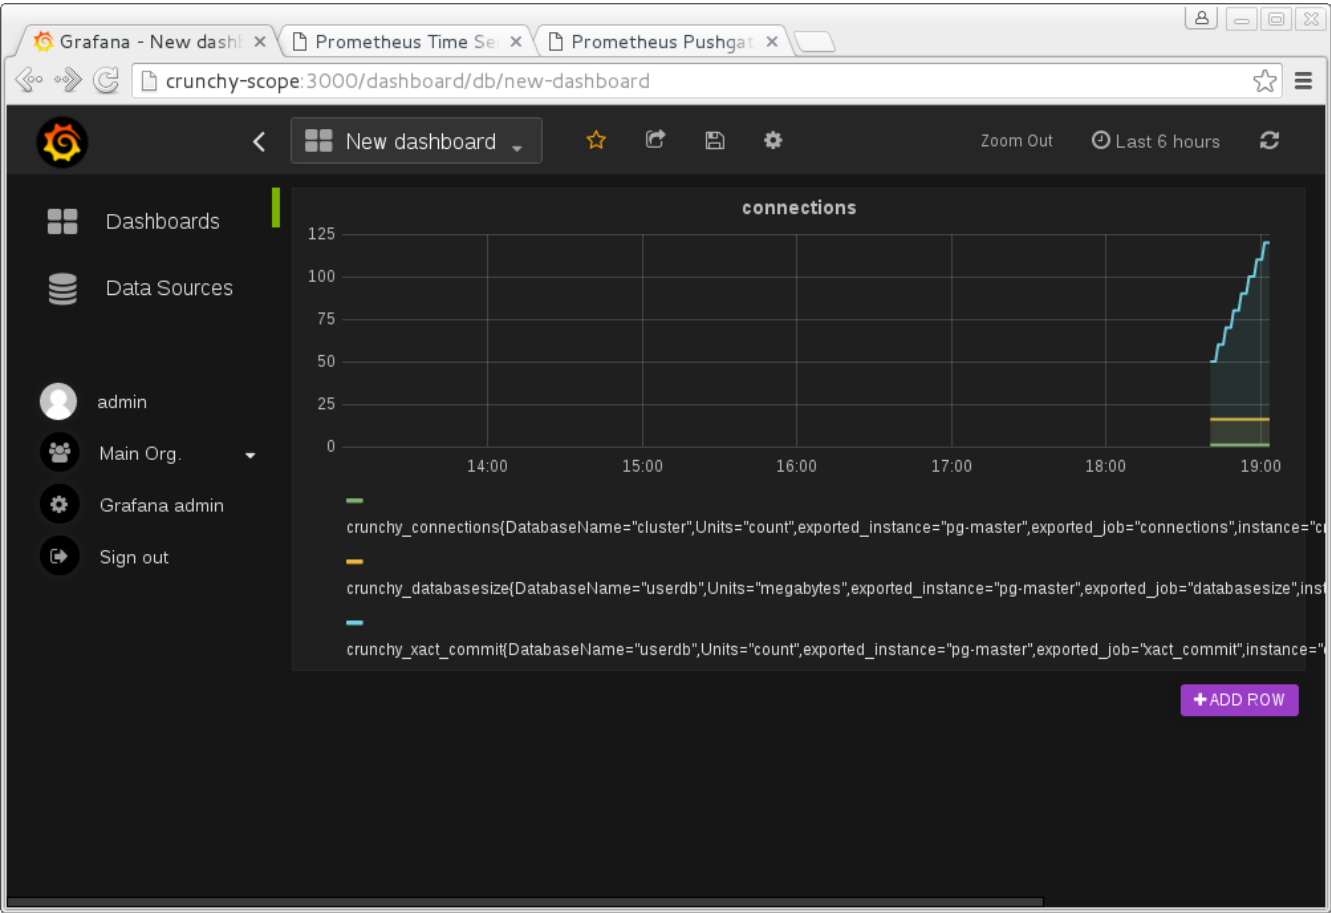 Grafana - New dash
Prometheus Time Se
Prometheus Pushgat
crunchy-scope:3000/dashboard/db/new-dashboard
New dashboard
Zoom Out
Last 6 hours
Dashboards
Data Sources
admin
Main Org.
Grafana admin
Sign out
connections
125
100
75
50
25
0
14:00 15:00 16:00 17:00 18:00 19:00
crunchy_connections{DatabaseName="cluster",Units="count",exported_instance="pg-master",exported_job="connections",instance="cr
crunchy_databasesize{DatabaseName="userdb",Units="megabytes",exported_instance="pg-master",exported_job="databasesize",inst
crunchy_xact_commit{DatabaseName="userdb",Units="count",exported_instance="pg-master",exported_job="xact_commit",instance="
ADD ROW